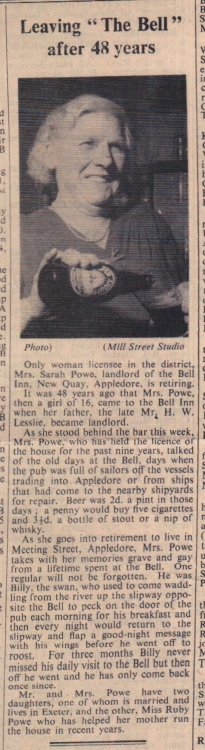 Leaving "The Bell"
after 48 years
Photo) (Mill Street Studio
Only woman licensee in the district,
Mrs. Sarah Powe, landlord of the Bell
Inn, New Quay, Appledore, is retiring.
It was 48 years ago that Mrs. Powe,
then a girl of 16, came to the Bell Inn
when her father, the late Mr. H. W.
Lesslie, became landlord.
As she stood behind the bar this week,
Mrs. Powe, who has held the licence of
the house for the past nine years, talked
of the old days at the Bell, days when
the pub was full of sailors off the vessels
trading into Appledore or from ships
that had come to the nearby shipyards
for repair. Beer was 2d. a pint in those
days ; a penny would buy five cigarettes
and 3½d. a bottle of stout or a nip of
whisky.
As she goes into retirement to live in
Meeting Street, Appledore, Mrs. Powe
takes with her memories grave and gay
from a lifetime spent at the Bell. One
regular will not be forgotten. He was
Billy, the swan, who used to come wadd-
ling from the river up the slipway oppo-
site the Bell to peck on the door of the
pub each morning for his breakfast and
then every night would return to the
slipway and flap a good-night message
with his wings before he went off to
roost. For three months Billy never
missed his daily visit to the Bell but then
off he went and he has only come back
once since.
Mr. and Mrs. Powe have two
daughters, one of whom is married and
lives in Exeter, and the other, Miss Ruby
Powe who has helped her mother run
the house in recent years.